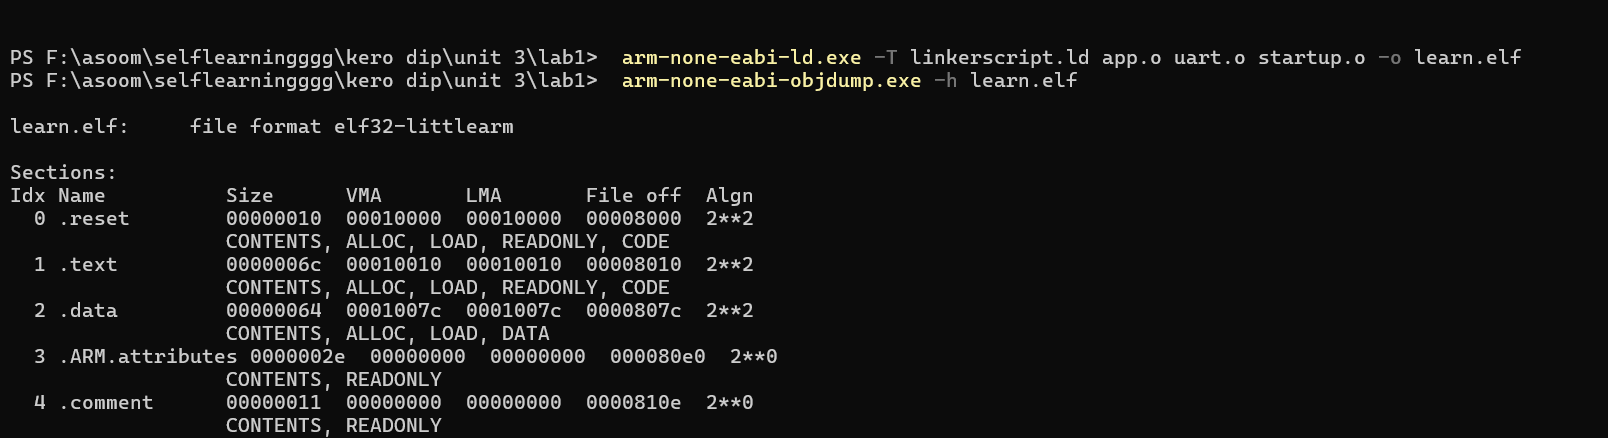 PS F:\asoom\selflearningggg\kero dip\unit 3\lab1>  arm-none-eabi-ld.exe -T linkerscript.ld app.o uart.o startup.o -o learn.elf
PS F:\asoom\selflearningggg\kero dip\unit 3\lab1>  arm-none-eabi-objdump.exe -h learn.elf
learn.elf:     file format elf32-littlearm
Sections:
Idx Name          Size      VMA       LMA       File off  Algn
  0 .reset        00000010  00010000  00010000  00008000  2**2
                  CONTENTS, ALLOC, LOAD, READONLY, CODE
  1 .text         0000006c  00010010  00010010  00008010  2**2
                  CONTENTS, ALLOC, LOAD, READONLY, CODE
  2 .data         00000064  0001007c  0001007c  0000807c  2**2
                  CONTENTS, ALLOC, LOAD, DATA
  3 .ARM.attributes 0000002e  00000000  00000000  000080e0  2**0
                  CONTENTS, READONLY
  4 .comment      00000011  00000000  00000000  0000810e  2**0
                  CONTENTS, READONLY